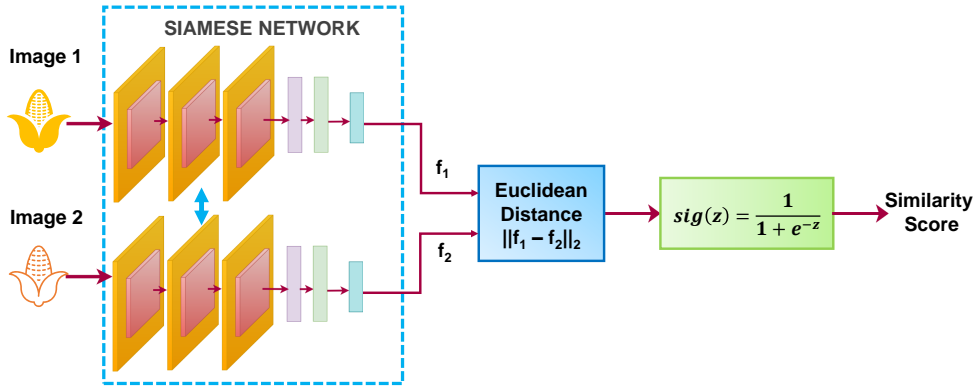 SIAMESE NETWORK
Image 1
Image 2
f₁
f₂
Euclidean
Distance
||f₁ – f₂||₂
sig(z) = 1 / (1 + e⁻ᶻ)
Similarity
Score